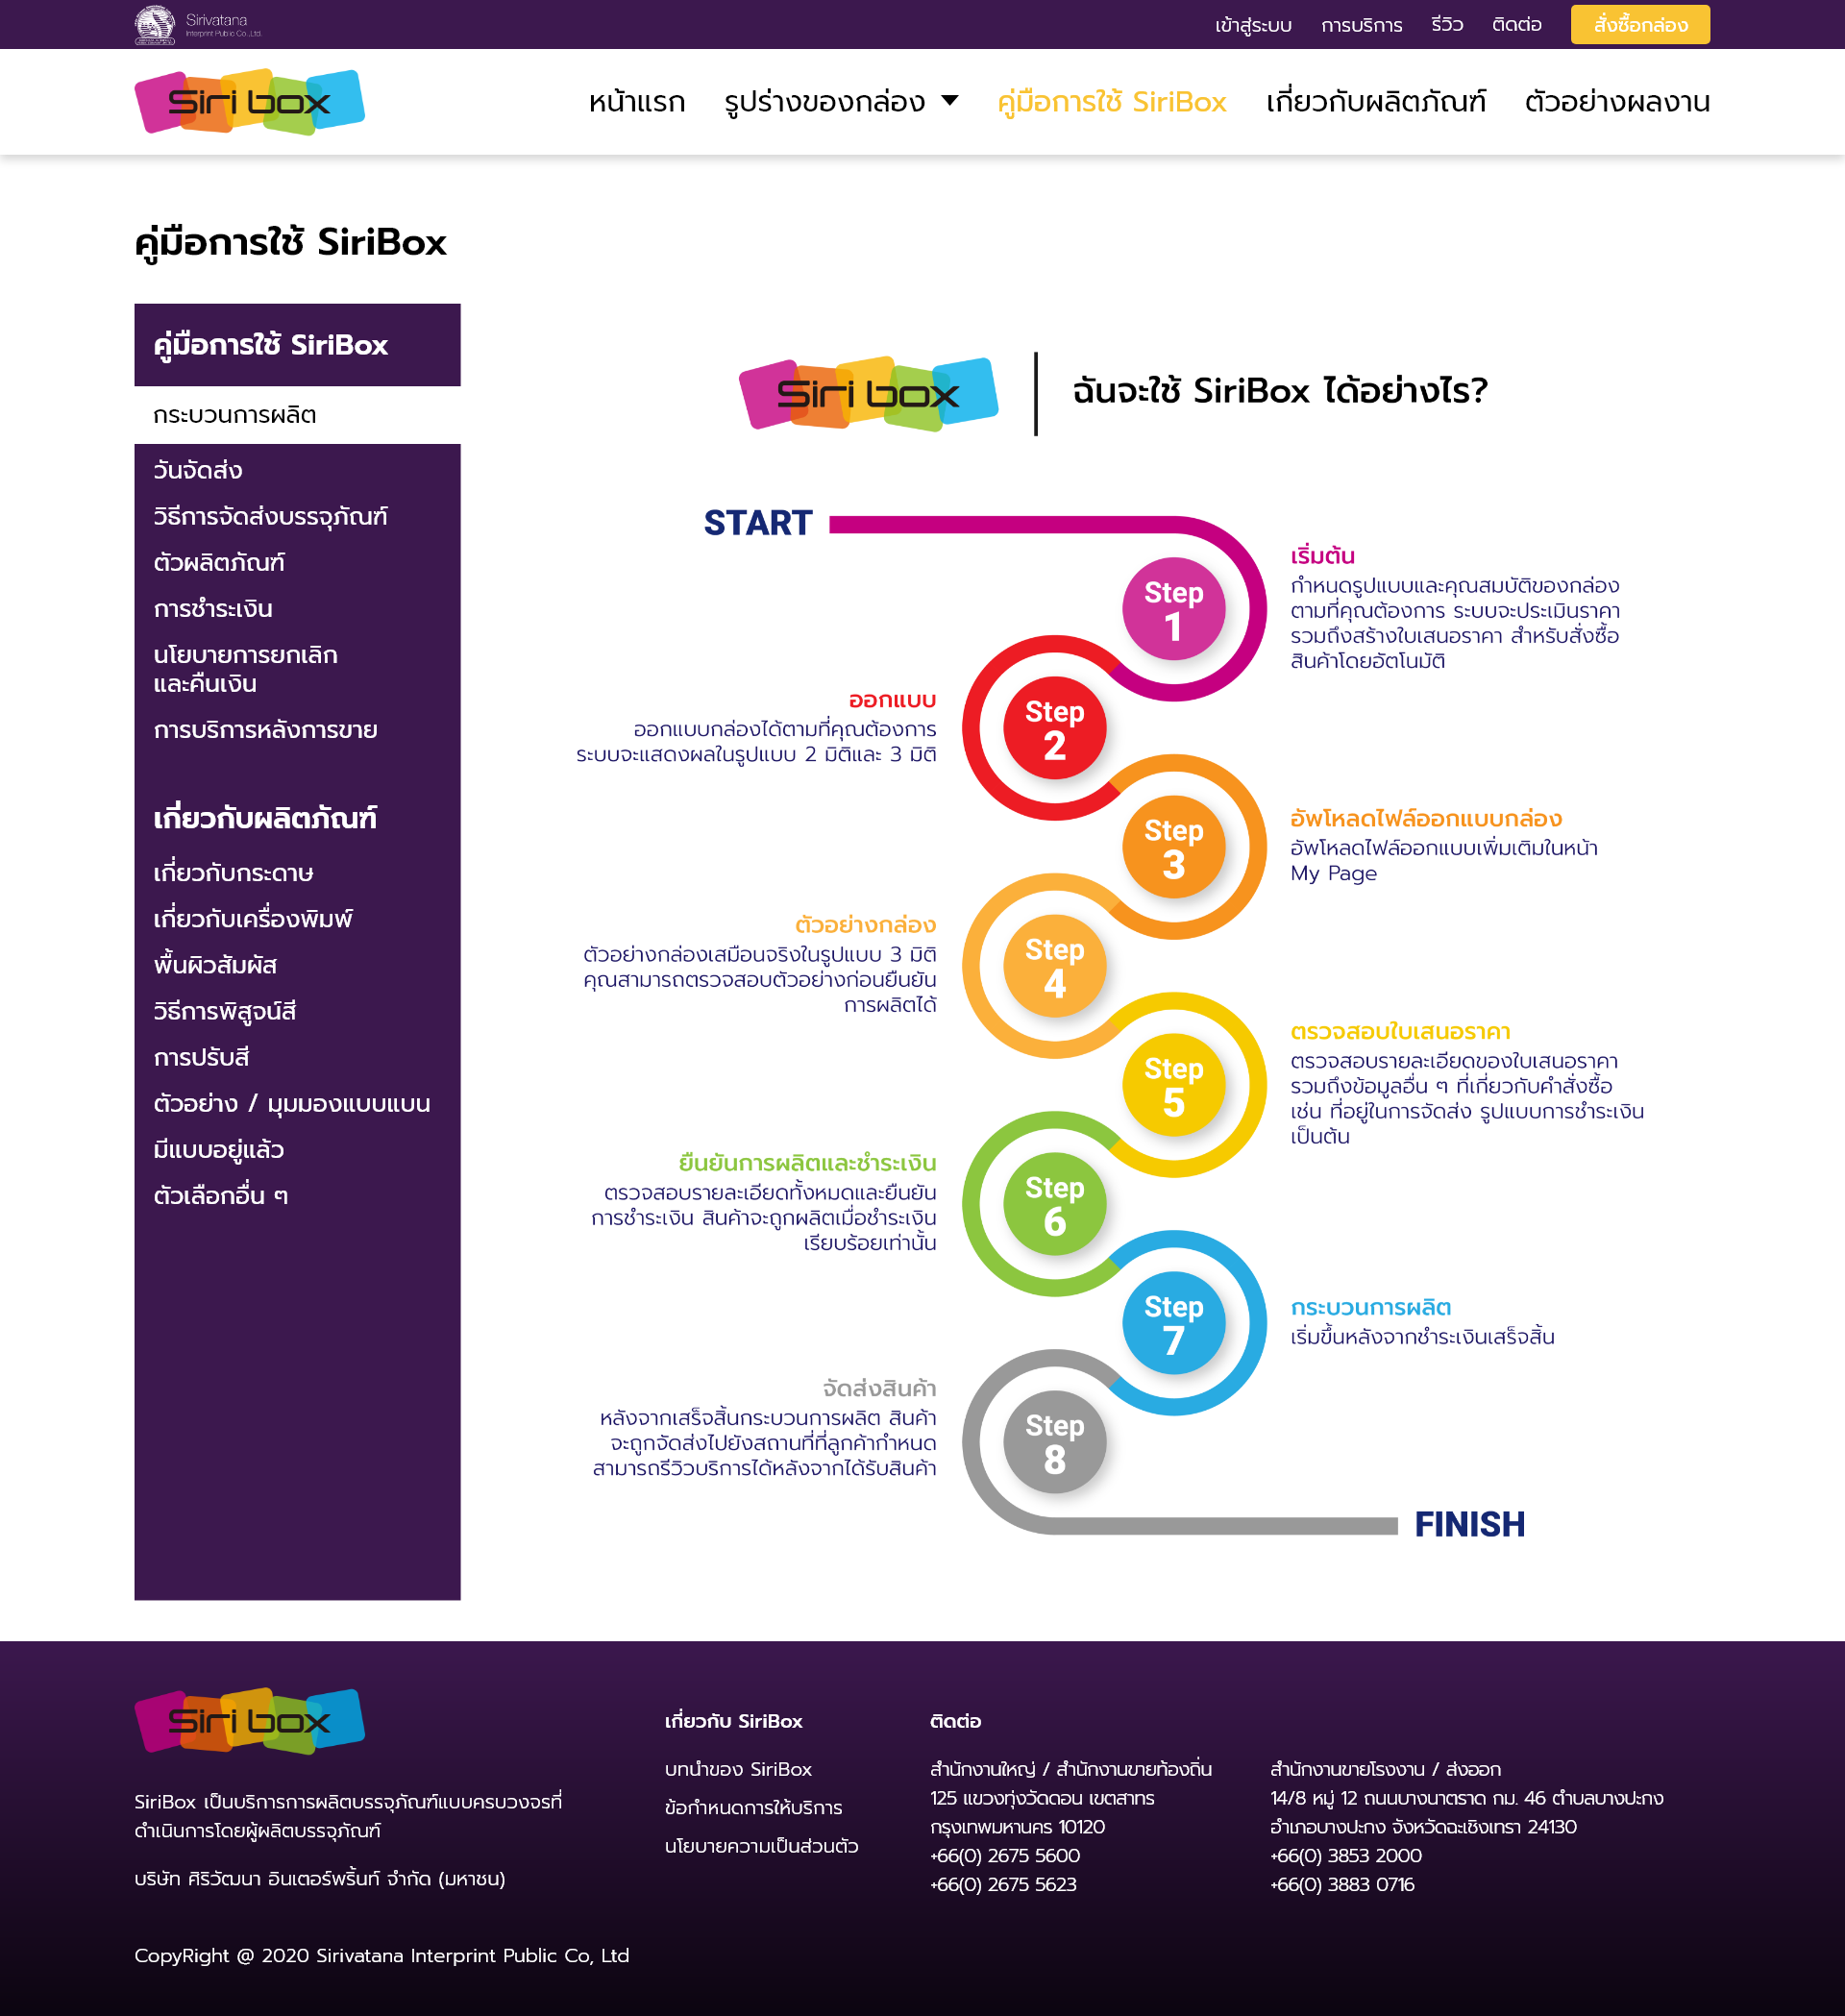 Sirivatana
Interprint Public Co.,Ltd.
เข้าสู่ระบบ
การบริการ
รีวิว
ติดต่อ
สั่งซื้อกล่อง
Siri box
หน้าแรก
รูปร่างของกล่อง
คู่มือการใช้ SiriBox
เกี่ยวกับผลิตภัณฑ์
ตัวอย่างผลงาน
คู่มือการใช้ SiriBox
คู่มือการใช้ SiriBox
กระบวนการผลิต
วันจัดส่ง
วิธีการจัดส่งบรรจุภัณฑ์
ตัวผลิตภัณฑ์
การชำระเงิน
นโยบายการยกเลิก
และคืนเงิน
การบริการหลังการขาย
เกี่ยวกับผลิตภัณฑ์
เกี่ยวกับกระดาษ
เกี่ยวกับเครื่องพิมพ์
พื้นผิวสัมผัส
วิธีการพิสูจน์สี
การปรับสี
ตัวอย่าง / มุมมองแบบแบน
มีแบบอยู่แล้ว
ตัวเลือกอื่น ๆ
Siri box
ฉันจะใช้ SiriBox ได้อย่างไร?
START
Step
1
เริ่มต้น
กำหนดรูปแบบและคุณสมบัติของกล่อง
ตามที่คุณต้องการ ระบบจะประเมินราคา
รวมถึงสร้างใบเสนอราคา สำหรับสั่งซื้อ
สินค้าโดยอัตโนมัติ
ออกแบบ
ออกแบบกล่องได้ตามที่คุณต้องการ
ระบบจะแสดงผลในรูปแบบ 2 มิติและ 3 มิติ
Step
2
Step
3
อัพโหลดไฟล์ออกแบบกล่อง
อัพโหลดไฟล์ออกแบบเพิ่มเติมในหน้า
My Page
ตัวอย่างกล่อง
ตัวอย่างกล่องเสมือนจริงในรูปแบบ 3 มิติ
คุณสามารถตรวจสอบตัวอย่างก่อนยืนยัน
การผลิตได้
Step
4
Step
5
ตรวจสอบใบเสนอราคา
ตรวจสอบรายละเอียดของใบเสนอราคา
รวมถึงข้อมูลอื่น ๆ ที่เกี่ยวกับคำสั่งซื้อ
เช่น ที่อยู่ในการจัดส่ง รูปแบบการชำระเงิน
เป็นต้น
ยืนยันการผลิตและชำระเงิน
ตรวจสอบรายละเอียดทั้งหมดและยืนยัน
การชำระเงิน สินค้าจะถูกผลิตเมื่อชำระเงิน
เรียบร้อยเท่านั้น
Step
6
Step
7
กระบวนการผลิต
เริ่มขึ้นหลังจากชำระเงินเสร็จสิ้น
จัดส่งสินค้า
หลังจากเสร็จสิ้นกระบวนการผลิต สินค้า
จะถูกจัดส่งไปยังสถานที่ที่ลูกค้ากำหนด
สามารถรีวิวบริการได้หลังจากได้รับสินค้า
Step
8
FINISH
Siri box
SiriBox เป็นบริการการผลิตบรรจุภัณฑ์แบบครบวงจรที่
ดำเนินการโดยผู้ผลิตบรรจุภัณฑ์
บริษัท ศิริวัฒนา อินเตอร์พริ้นท์ จำกัด (มหาชน)
เกี่ยวกับ SiriBox
บทนำของ SiriBox
ข้อกำหนดการให้บริการ
นโยบายความเป็นส่วนตัว
ติดต่อ
สำนักงานใหญ่ / สำนักงานขายท้องถิ่น
125 แขวงทุ่งวัดดอน เขตสาทร
กรุงเทพมหานคร 10120
+66(0) 2675 5600
+66(0) 2675 5623
สำนักงานขายโรงงาน / ส่งออก
14/8 หมู่ 12 ถนนบางนาตราด กม. 46 ตำบลบางปะกง
อำเภอบางปะกง จังหวัดฉะเชิงเทรา 24130
+66(0) 3853 2000
+66(0) 3883 0716
CopyRight @ 2020 Sirivatana Interprint Public Co, Ltd